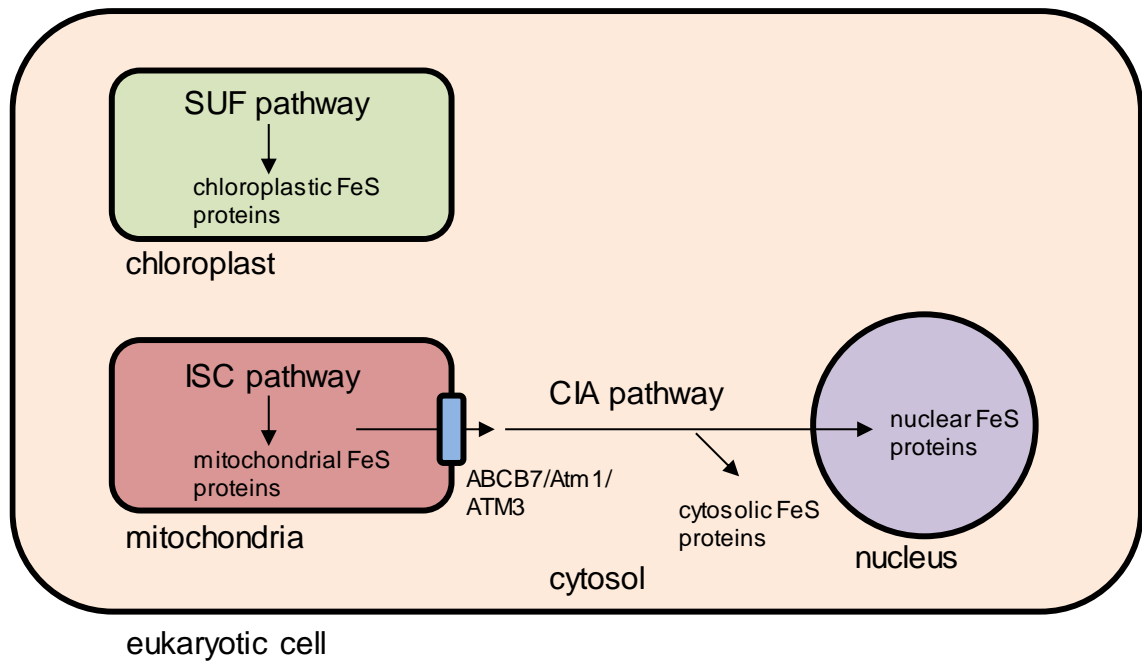 SUF pathway
chloroplastic FeS
proteins
chloroplast
ISC pathway
mitochondrial FeS
proteins
mitochondria
ABCB7/Atm1/
ATM3
CIA pathway
cytosolic FeS
proteins
nuclear FeS
proteins
nucleus
cytosol
eukaryotic cell